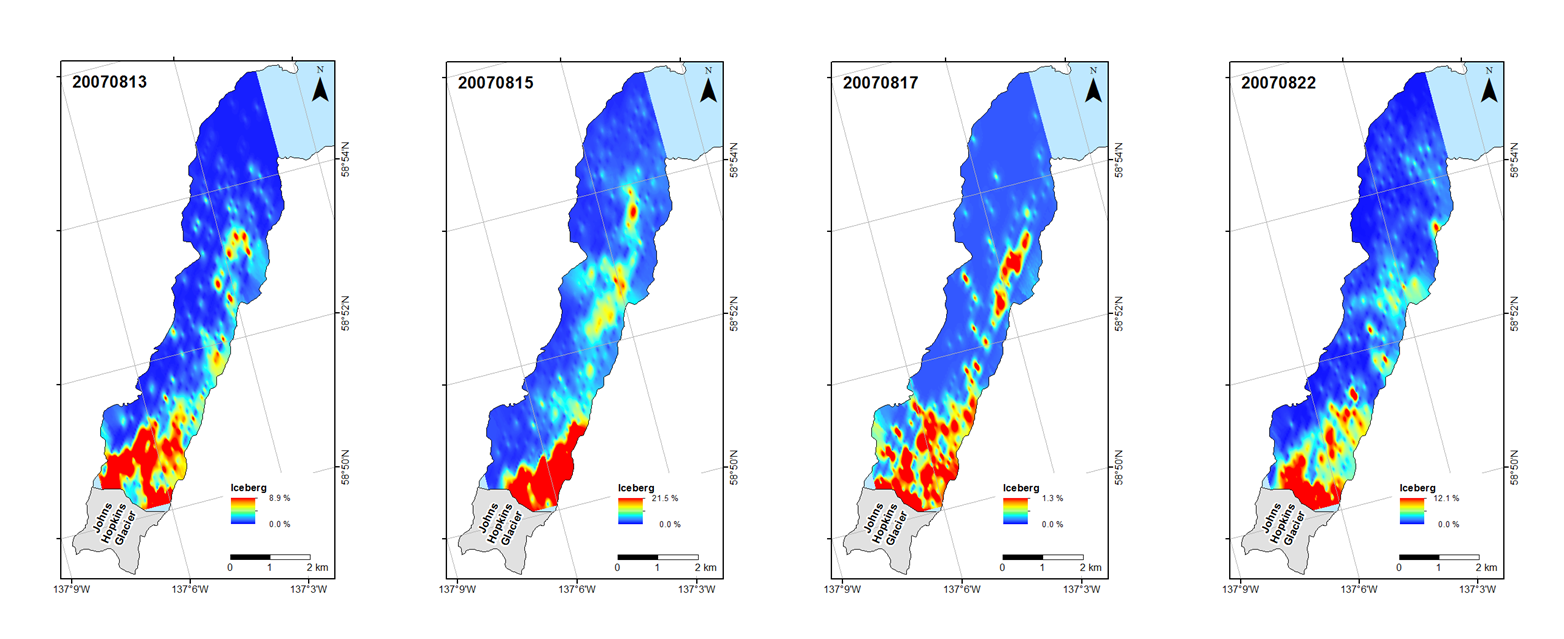 20070813
N
58°54'N
58°52'N
58°50'N
Iceberg
8.9 %
0.0 %
Johns
Hopkins
Glacier
0 1 2 km
137°9'W 137°6'W 137°3'W
20070815
N
58°54'N
58°52'N
58°50'N
Iceberg
21.5 %
0.0 %
Johns
Hopkins
Glacier
0 1 2 km
137°9'W 137°6'W 137°3'W
20070817
N
58°54'N
58°52'N
58°50'N
Iceberg
1.3 %
0.0 %
Johns
Hopkins
Glacier
0 1 2 km
137°9'W 137°6'W 137°3'W
20070822
N
58°54'N
58°52'N
58°50'N
Iceberg
12.1 %
0.0 %
Johns
Hopkins
Glacier
0 1 2 km
137°9'W 137°6'W 137°3'W